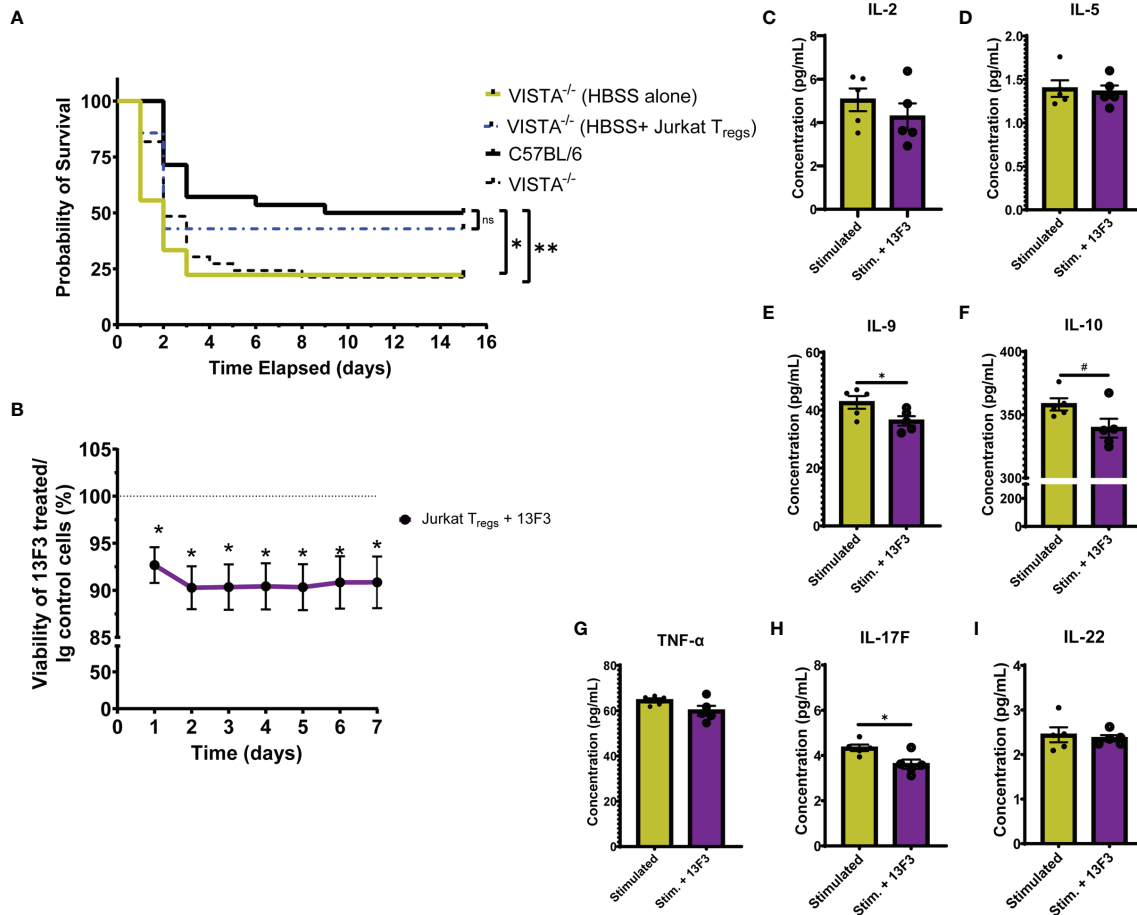 A
Probability of Survival
100
75
50
25
0
0 2 4 6 8 10 12 14 16
Time Elapsed (days)
VISTA-/- (HBSS alone)
VISTA-/- (HBSS+ Jurkat Tregs)
C57BL/6
VISTA-/-
ns
*
**
B
Viability of 13F3 treated/
Ig control cells (%)
105
100
95
90
85
50
0
* * * * * * *
0 1 2 3 4 5 6 7
Time (days)
Jurkat Tregs + 13F3
C
IL-2
Concentration (pg/mL)
8
6
4
2
0
Stimulated
Stim. + 13F3
D
IL-5
Concentration (pg/mL)
2.0
1.5
1.0
0.5
0.0
Stimulated
Stim. + 13F3
E
IL-9
Concentration (pg/mL)
60
40
20
0
*
Stimulated
Stim. + 13F3
F
IL-10
Concentration (pg/mL)
400
350
300
200
0
#
Stimulated
Stim. + 13F3
G
TNF-α
Concentration (pg/mL)
80
60
40
20
0
Stimulated
Stim. + 13F3
H
IL-17F
Concentration (pg/mL)
8
6
4
2
0
*
Stimulated
Stim. + 13F3
I
IL-22
Concentration (pg/mL)
4
3
2
1
0
Stimulated
Stim. + 13F3